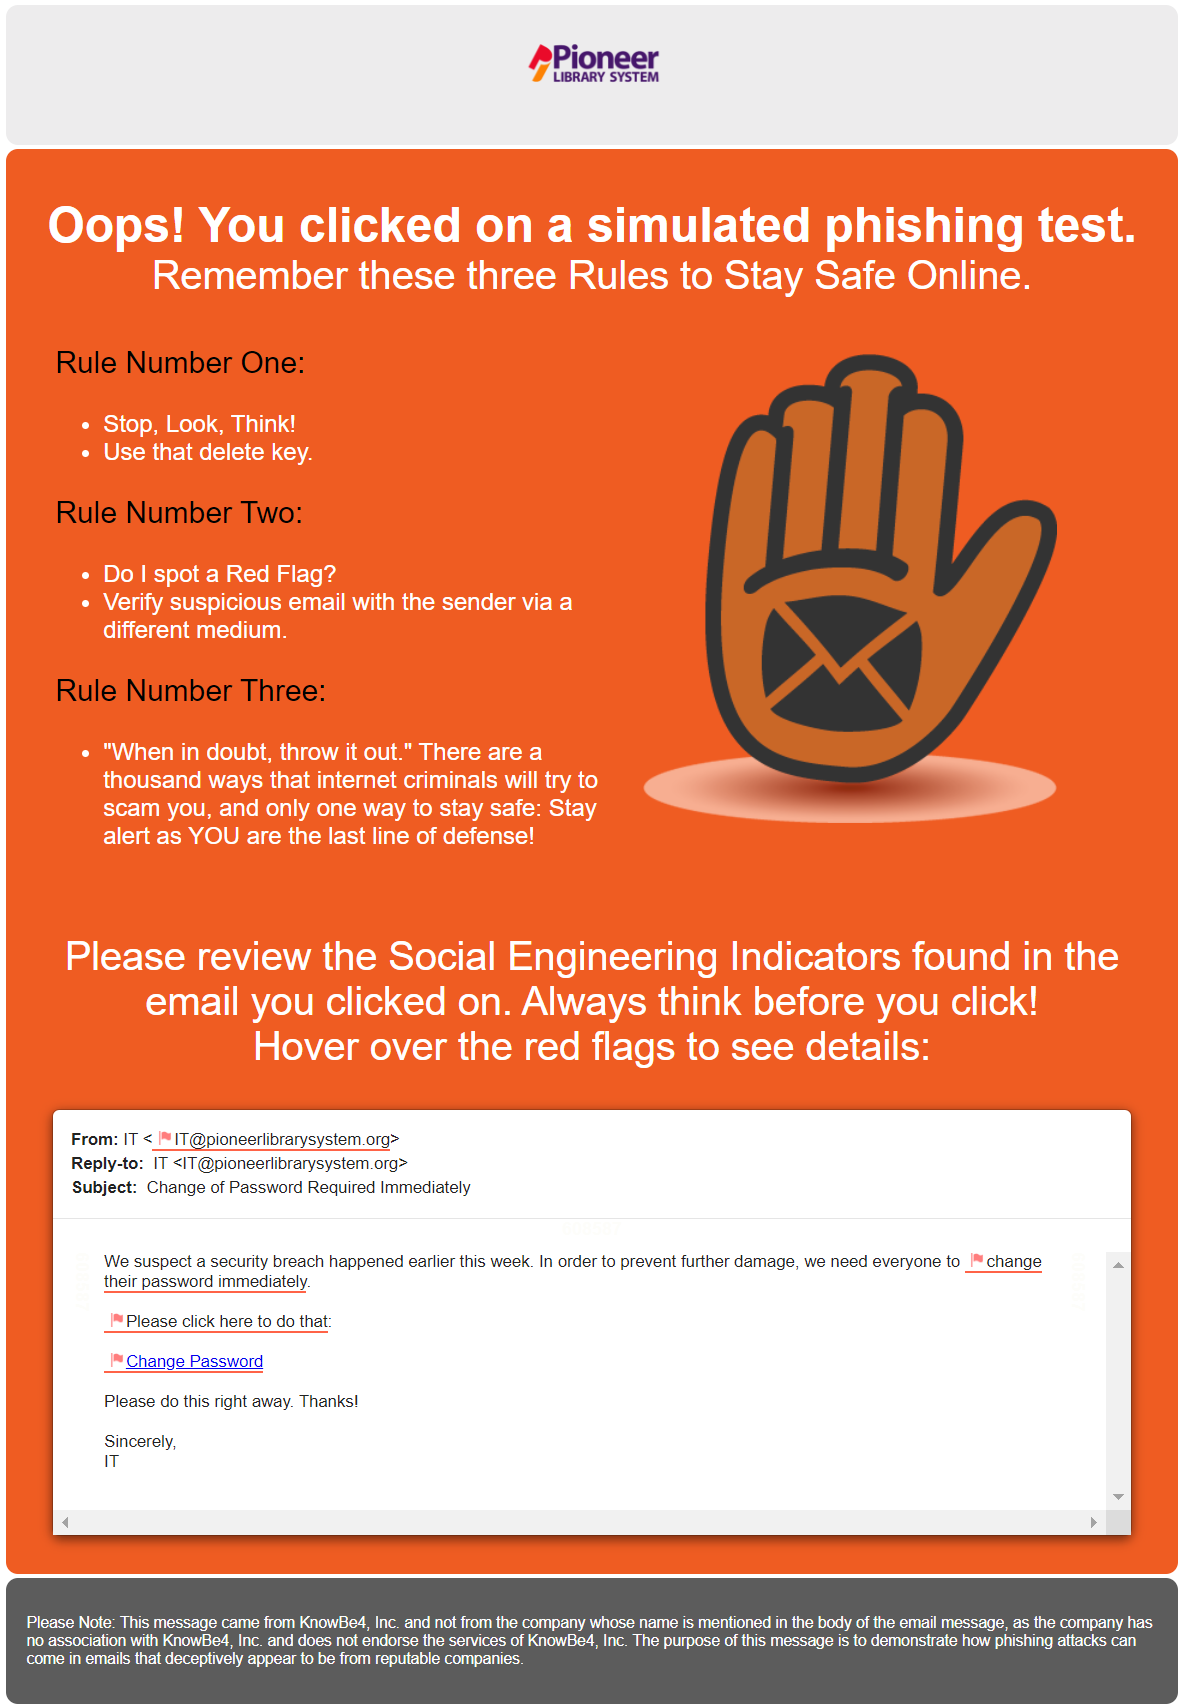 Pioneer
LIBRARY SYSTEM
Oops! You clicked on a simulated phishing test.
Remember these three Rules to Stay Safe Online.
Rule Number One:
• Stop, Look, Think!
• Use that delete key.
Rule Number Two:
• Do I spot a Red Flag?
• Verify suspicious email with the sender via a
different medium.
Rule Number Three:
• "When in doubt, throw it out." There are a
thousand ways that internet criminals will try to
scam you, and only one way to stay safe: Stay
alert as YOU are the last line of defense!
Please review the Social Engineering Indicators found in the
email you clicked on. Always think before you click!
Hover over the red flags to see details:
From: IT <IT@pioneerlibrarysystem.org>
Reply-to: IT <IT@pioneerlibrarysystem.org>
Subject: Change of Password Required Immediately
We suspect a security breach happened earlier this week. In order to prevent further damage, we need everyone to change
their password immediately.
Please click here to do that:
Change Password
Please do this right away. Thanks!
Sincerely,
IT
Please Note: This message came from KnowBe4, Inc. and not from the company whose name is mentioned in the body of the email message, as the company has
no association with KnowBe4, Inc. and does not endorse the services of KnowBe4, Inc. The purpose of this message is to demonstrate how phishing attacks can
come in emails that deceptively appear to be from reputable companies.